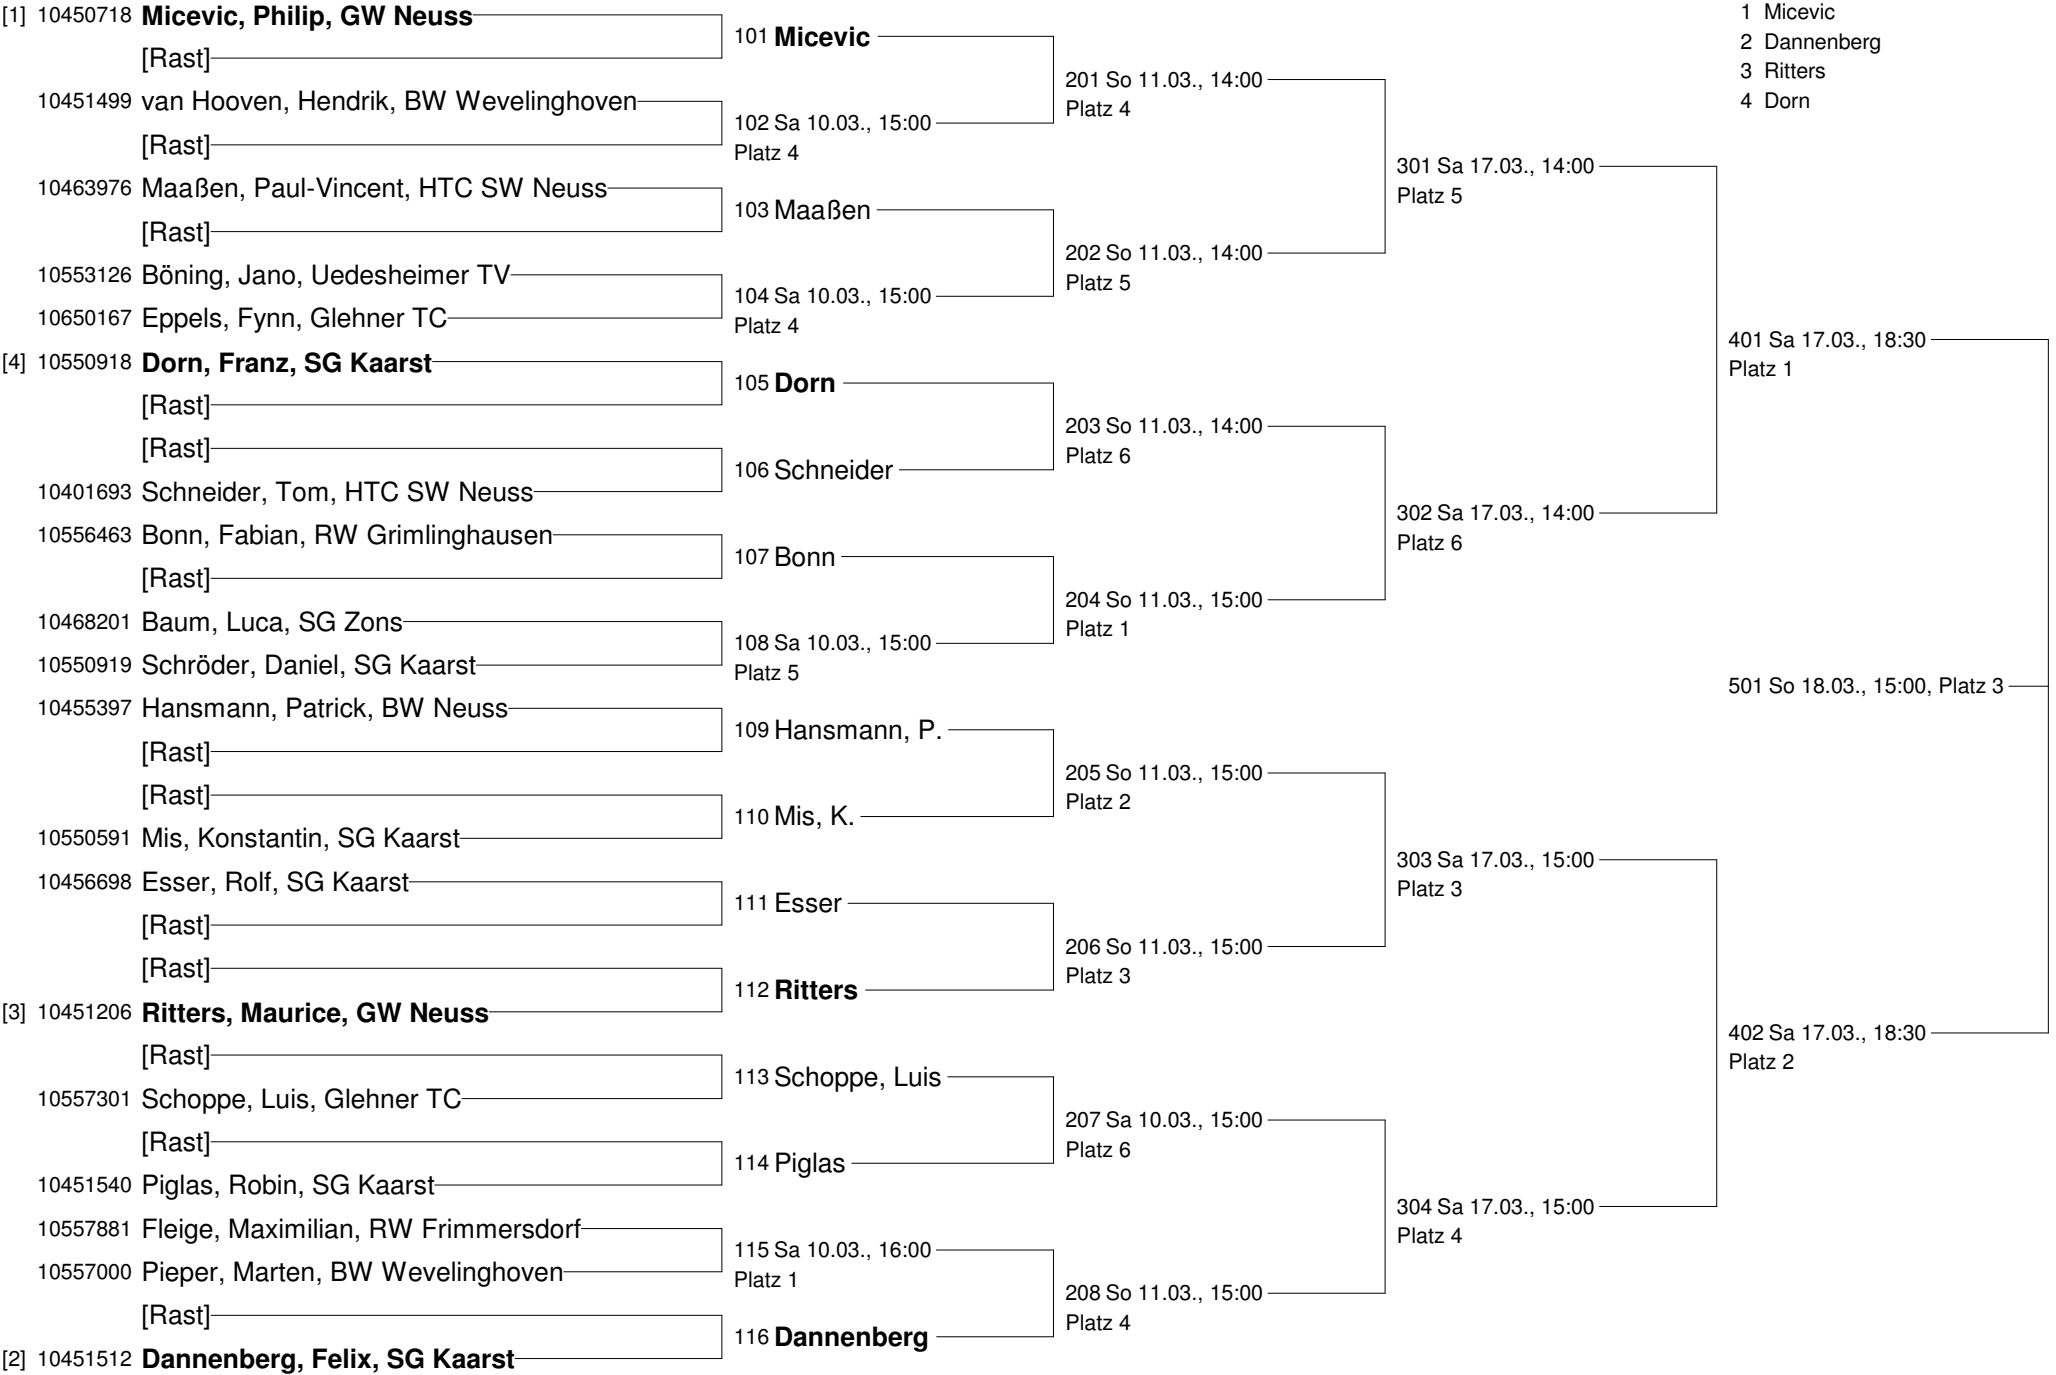 [1] 10450718 Micevic, Philip, GW Neuss
[Rast]
10451499 van Hooven, Hendrik, BW Wevelinghoven
[Rast]
10463976 Maaßen, Paul-Vincent, HTC SW Neuss
[Rast]
10553126 Böning, Jano, Uedesheimer TV
10650167 Eppels, Fynn, Glehner TC
[4] 10550918 Dorn, Franz, SG Kaarst
[Rast]
[Rast]
10401693 Schneider, Tom, HTC SW Neuss
10556463 Bonn, Fabian, RW Grimlinghausen
[Rast]
10468201 Baum, Luca, SG Zons
10550919 Schröder, Daniel, SG Kaarst
10455397 Hansmann, Patrick, BW Neuss
[Rast]
[Rast]
10550591 Mis, Konstantin, SG Kaarst
10456698 Esser, Rolf, SG Kaarst
[Rast]
[Rast]
[3] 10451206 Ritters, Maurice, GW Neuss
[Rast]
10557301 Schoppe, Luis, Glehner TC
[Rast]
10451540 Piglas, Robin, SG Kaarst
10557881 Fleige, Maximilian, RW Frimmersdorf
10557000 Pieper, Marten, BW Wevelinghoven
[Rast]
[2] 10451512 Dannenberg, Felix, SG Kaarst
101 Micevic
102 Sa 10.03., 15:00
Platz 4
103 Maaßen
104 Sa 10.03., 15:00
Platz 4
105 Dorn
106 Schneider
107 Bonn
108 Sa 10.03., 15:00
Platz 5
109 Hansmann, P.
110 Mis, K.
111 Esser
112 Ritters
113 Schoppe, Luis
114 Piglas
115 Sa 10.03., 16:00
Platz 1
116 Dannenberg
201 So 11.03., 14:00
Platz 4
202 So 11.03., 14:00
Platz 5
203 So 11.03., 14:00
Platz 6
204 So 11.03., 15:00
Platz 1
205 So 11.03., 15:00
Platz 2
206 So 11.03., 15:00
Platz 3
207 Sa 10.03., 15:00
Platz 6
208 So 11.03., 15:00
Platz 4
301 Sa 17.03., 14:00
Platz 5
302 Sa 17.03., 14:00
Platz 6
303 Sa 17.03., 15:00
Platz 3
304 Sa 17.03., 15:00
Platz 4
401 Sa 17.03., 18:30
Platz 1
501 So 18.03., 15:00, Platz 3
402 Sa 17.03., 18:30
Platz 2
1 Micevic
2 Dannenberg
3 Ritters
4 Dorn